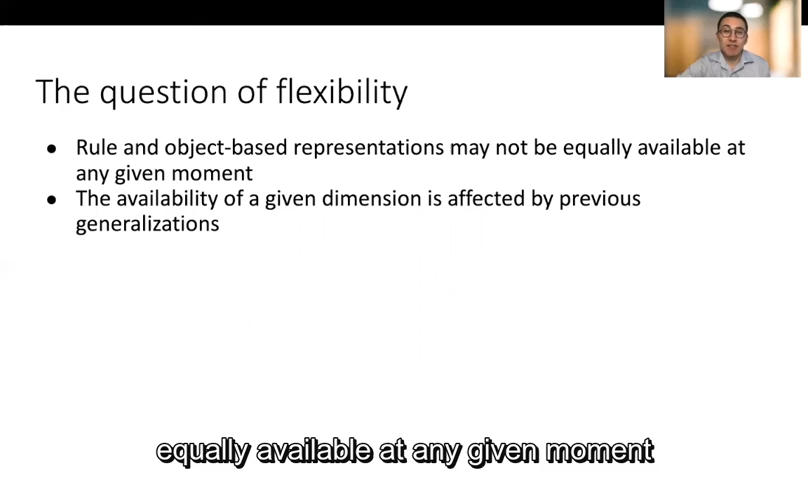 The question of flexibility
● Rule and object-based representations may not be equally available at
any given moment
● The availability of a given dimension is affected by previous
generalizations
equally available at any given moment